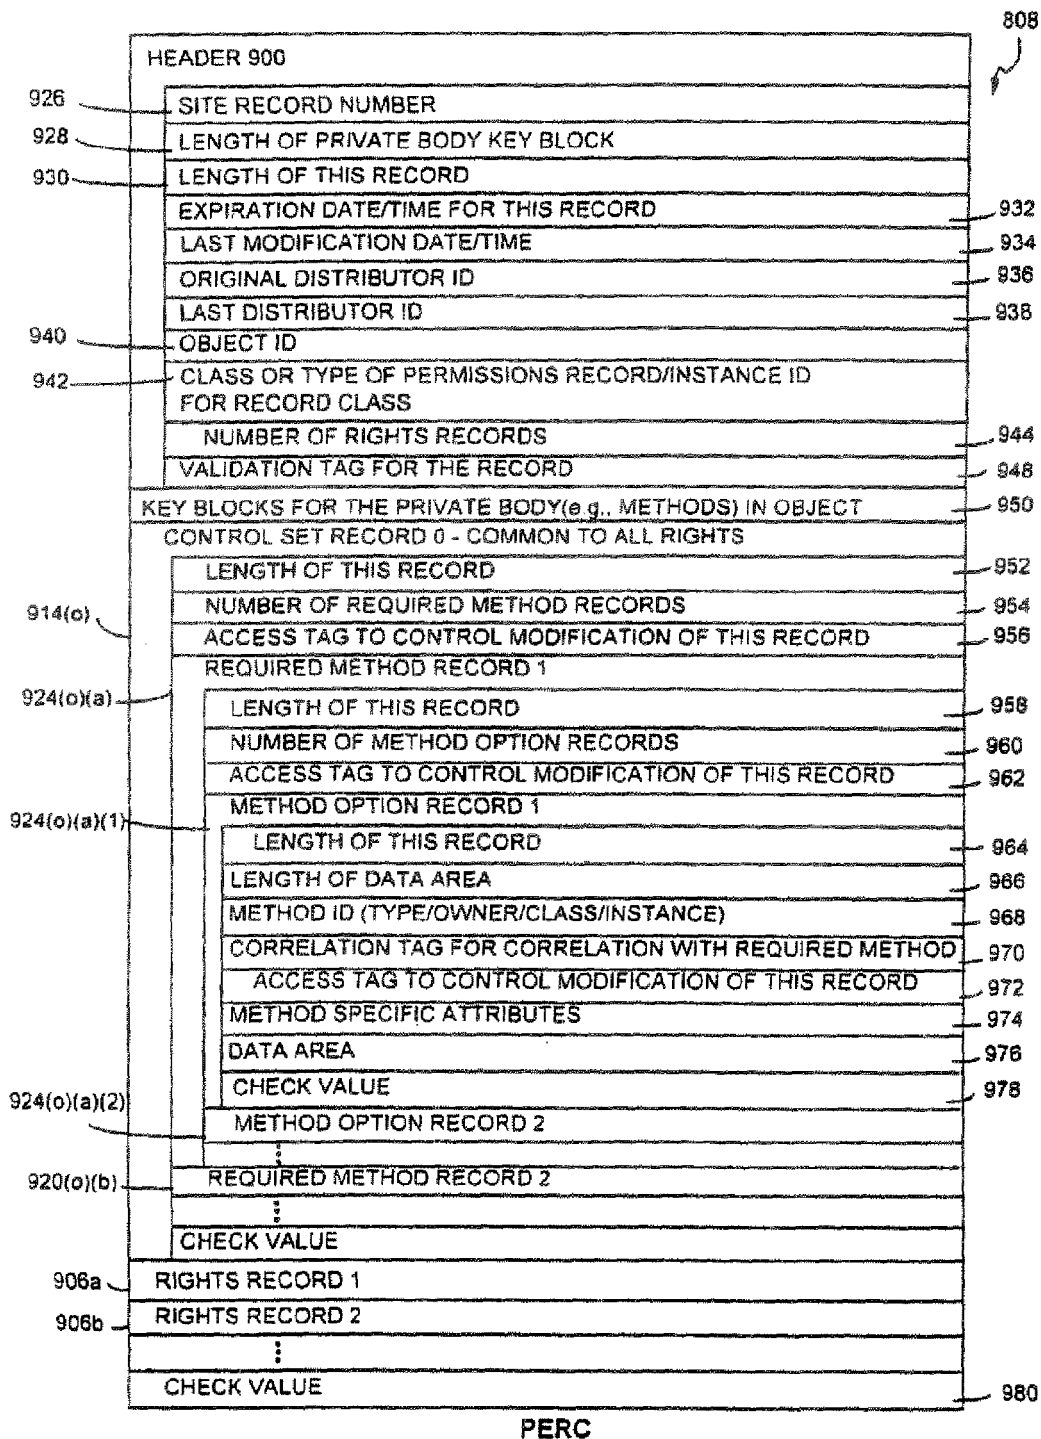 808
HEADER 900
926 SITE RECORD NUMBER
928 LENGTH OF PRIVATE BODY KEY BLOCK
930 LENGTH OF THIS RECORD
EXPIRATION DATE/TIME FOR THIS RECORD 932
LAST MODIFICATION DATE/TIME 934
ORIGINAL DISTRIBUTOR ID 936
LAST DISTRIBUTOR ID 938
940 OBJECT ID
942 CLASS OR TYPE OF PERMISSIONS RECORD/INSTANCE ID
FOR RECORD CLASS
NUMBER OF RIGHTS RECORDS 944
VALIDATION TAG FOR THE RECORD 948
KEY BLOCKS FOR THE PRIVATE BODY(e.g., METHODS) IN OBJECT 950
CONTROL SET RECORD 0 - COMMON TO ALL RIGHTS
LENGTH OF THIS RECORD 952
914(o) NUMBER OF REQUIRED METHOD RECORDS 954
ACCESS TAG TO CONTROL MODIFICATION OF THIS RECORD 956
REQUIRED METHOD RECORD 1
924(o)(a) LENGTH OF THIS RECORD 958
NUMBER OF METHOD OPTION RECORDS 960
ACCESS TAG TO CONTROL MODIFICATION OF THIS RECORD 962
924(o)(a)(1) METHOD OPTION RECORD 1
LENGTH OF THIS RECORD 964
LENGTH OF DATA AREA 966
METHOD ID (TYPE/OWNER/CLASS/INSTANCE) 968
CORRELATION TAG FOR CORRELATION WITH REQUIRED METHOD 970
ACCESS TAG TO CONTROL MODIFICATION OF THIS RECORD 972
METHOD SPECIFIC ATTRIBUTES 974
DATA AREA 976
CHECK VALUE 978
924(o)(a)(2) METHOD OPTION RECORD 2
920(o)(b) REQUIRED METHOD RECORD 2
CHECK VALUE
906a RIGHTS RECORD 1
906b RIGHTS RECORD 2
CHECK VALUE 980
PERC